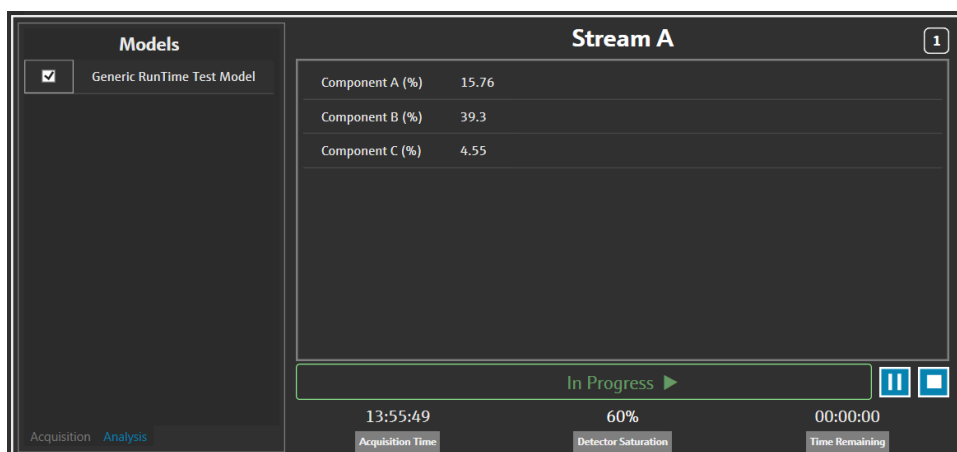 Models
Generic RunTime Test Model
Acquisition Analysis
Stream A
1
Component A (%) 15.76
Component B (%) 39.3
Component C (%) 4.55
In Progress
13:55:49 60% 00:00:00
Acquisition Time Detector Saturation Time Remaining